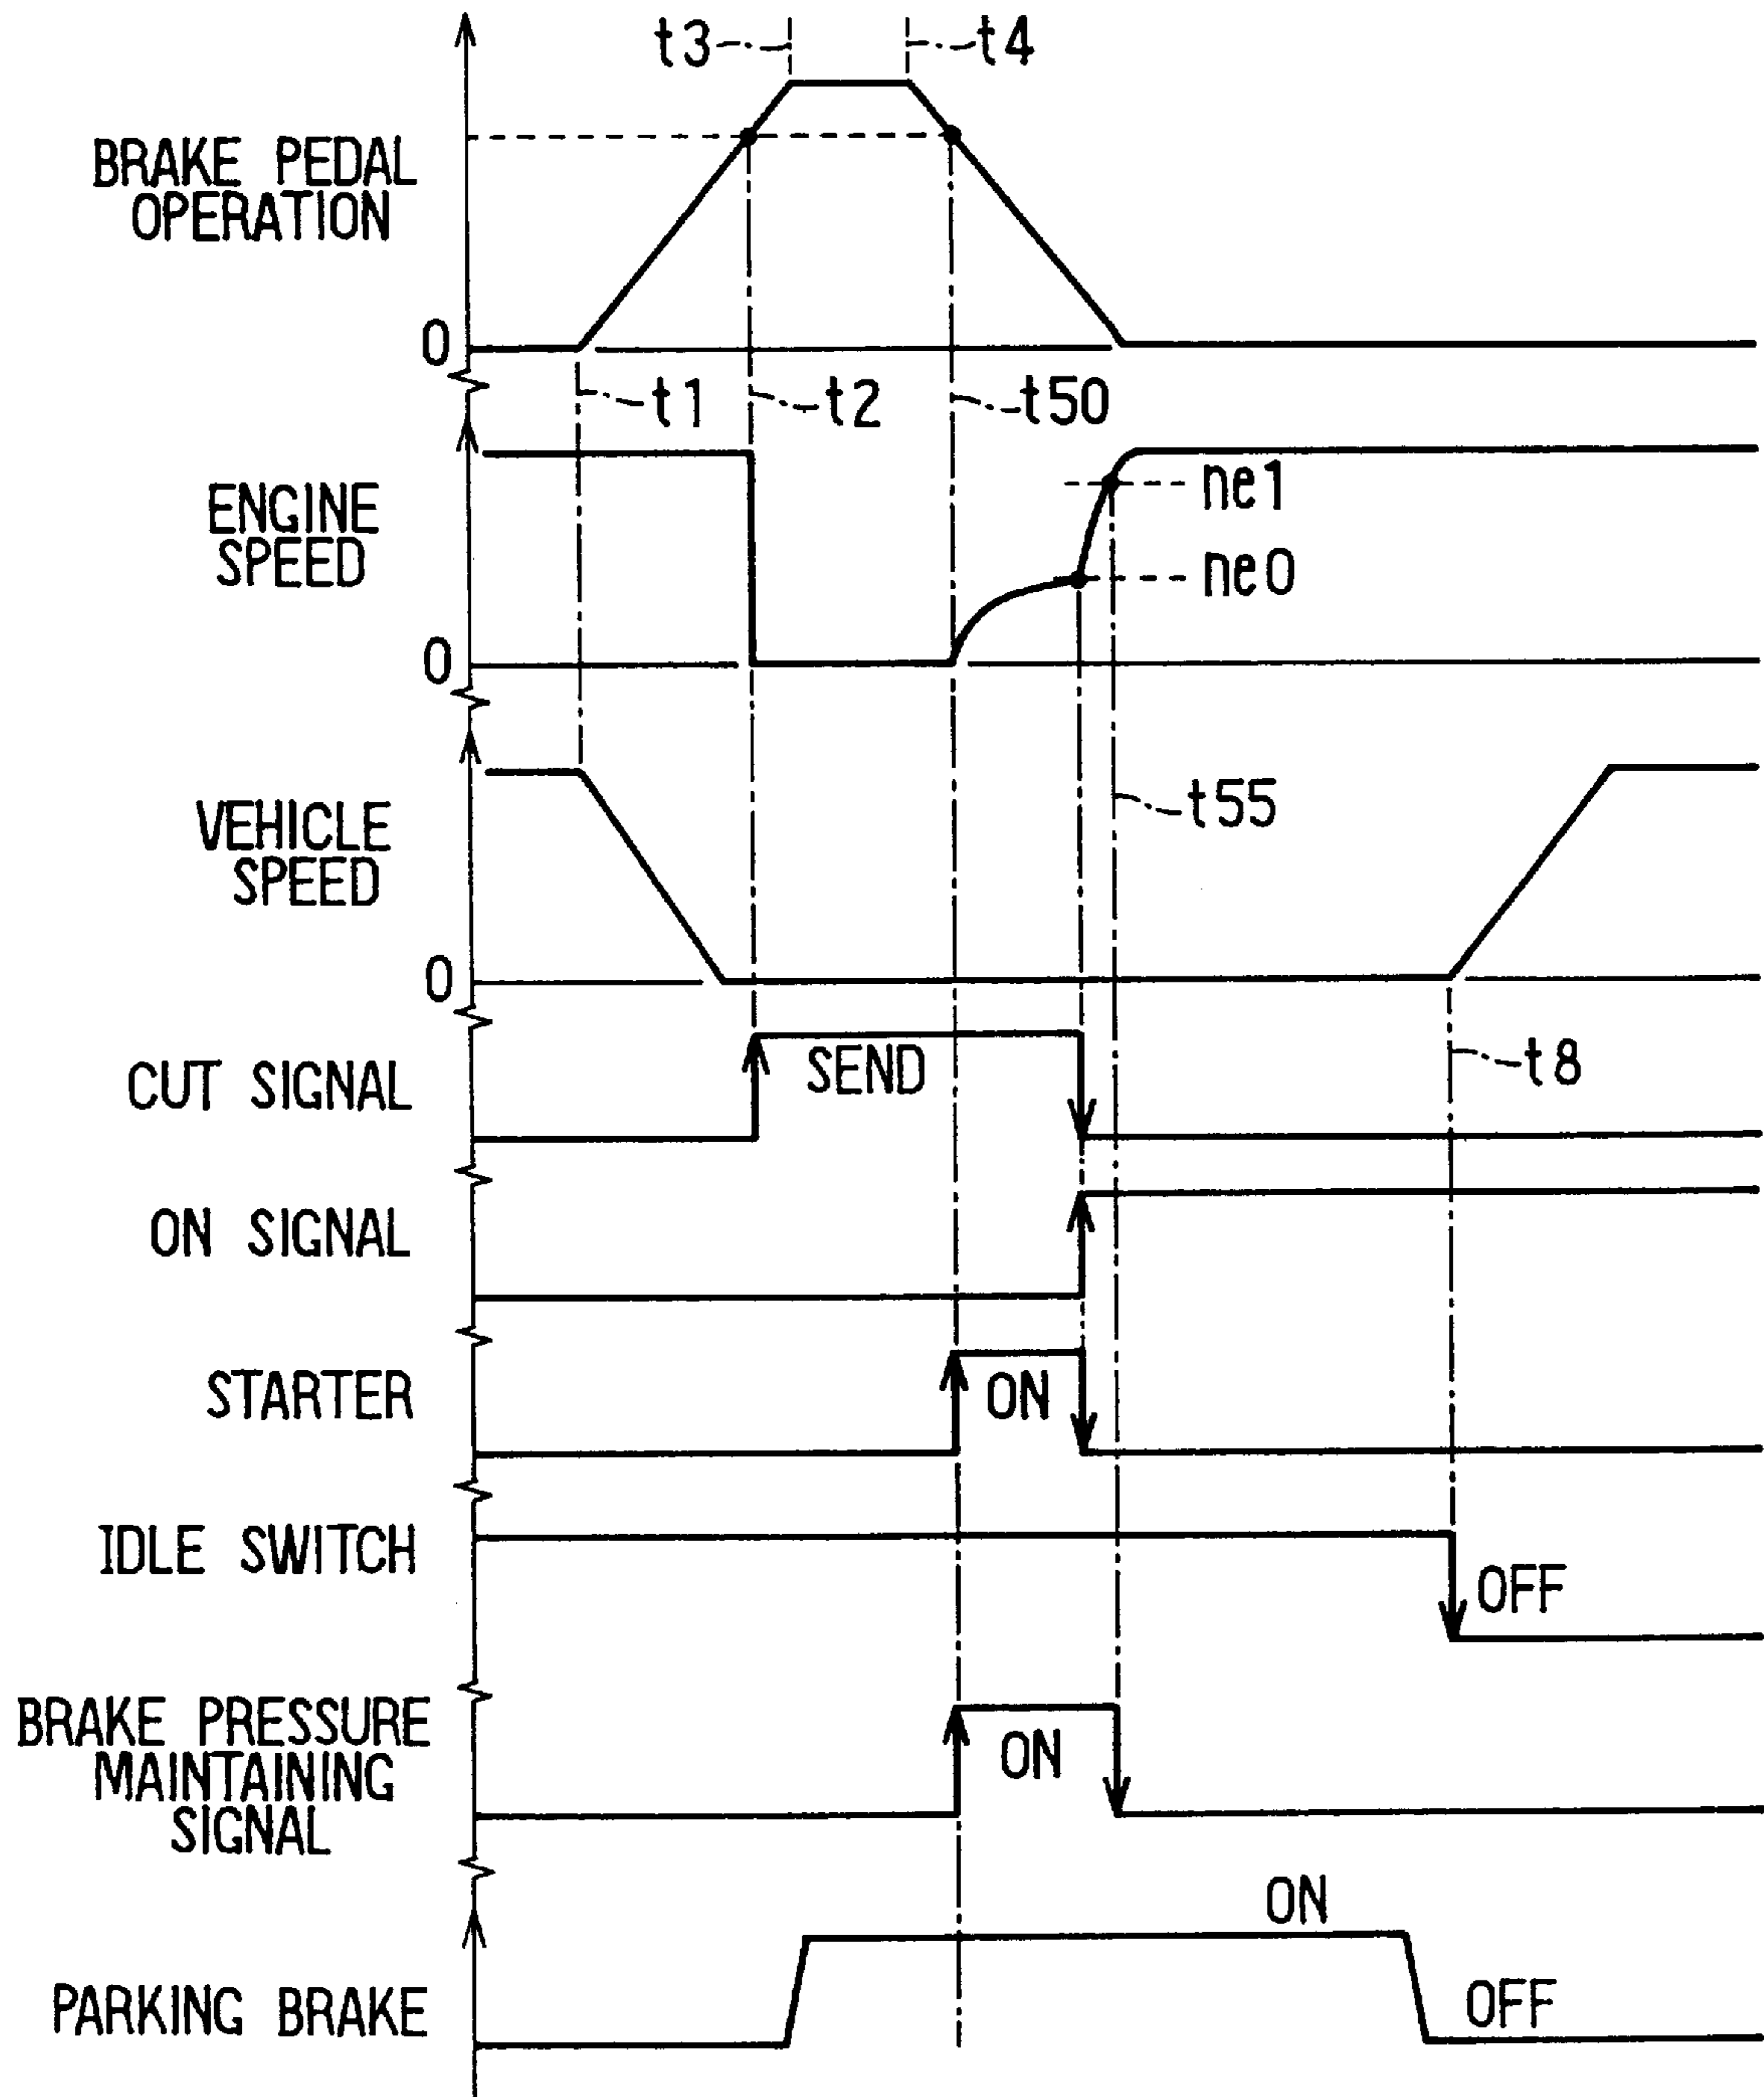 t3 t4
BRAKE PEDAL
OPERATION
0
t1 t2 t50
ENGINE
SPEED
ne1
ne0
0
VEHICLE
SPEED
t55
0
CUT SIGNAL
SEND
t8
ON SIGNAL
STARTER
ON
IDLE SWITCH
OFF
BRAKE PRESSURE
MAINTAINING
SIGNAL
ON
ON
PARKING BRAKE
OFF